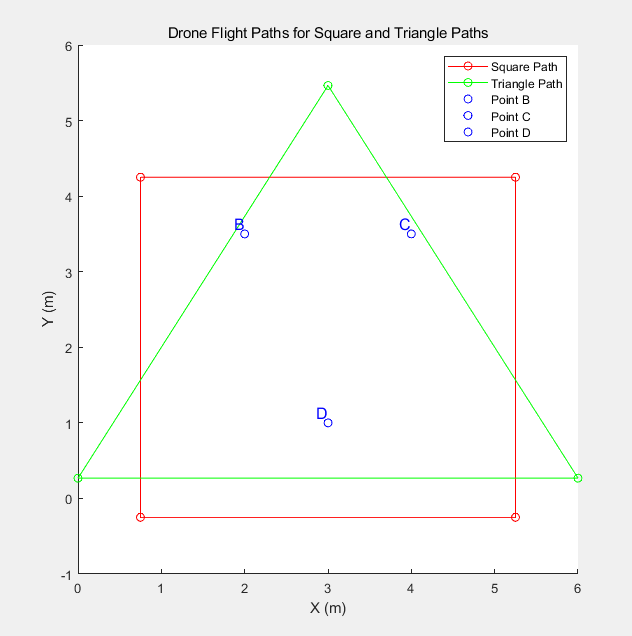 Drone Flight Paths for Square and Triangle Paths
Square Path
Triangle Path
Point B
Point C
Point D
6
5
4
3
2
1
0
-1
Y (m)
B
C
D
0
1
2
3
4
5
6
X (m)